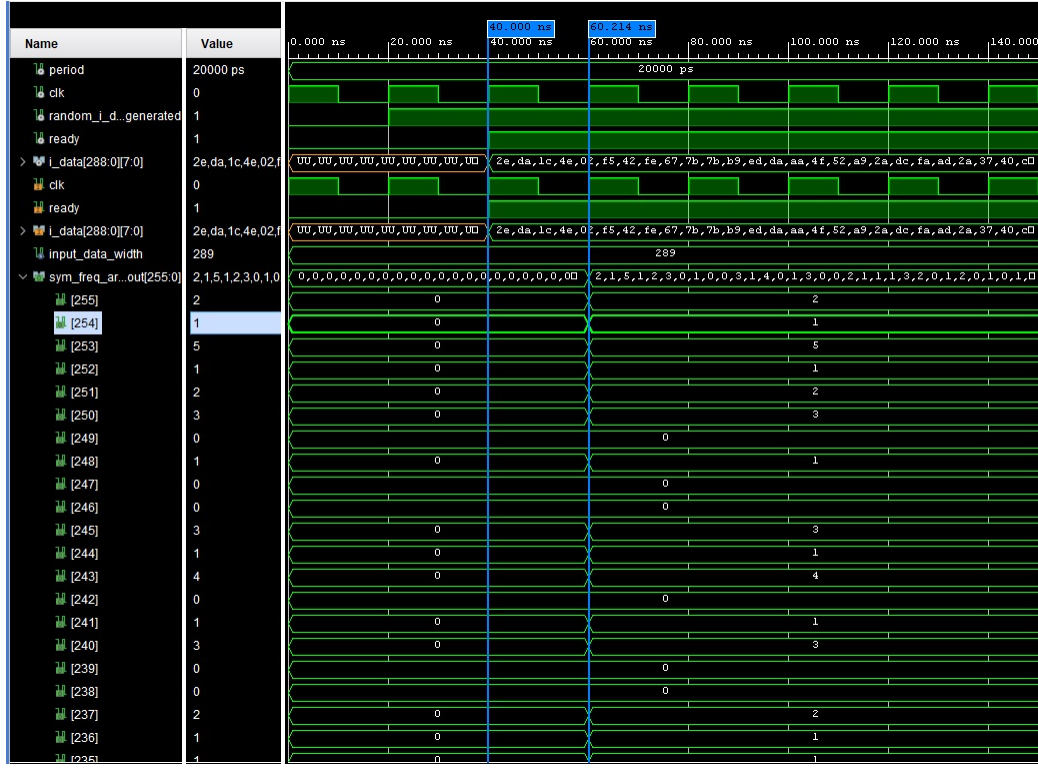 40.000 ns 60.214 ns
Name Value 0.000 ns 20.000 ns 40.000 ns 60.000 ns 80.000 ns 100.000 ns 120.000 ns 140.000
period 20000 ps 20000 ps
clk 0
random_i_d...generated 1
ready 1
i_data[288:0][7:0] 2e,da,1c,4e,02,f UU,UU,UU,UU,UU,UU,UU,UU,U 2e,da,1c,4e,02,f5,42,fe,67,7b,7b,b9,ed,da,aa,4f,52,a9,2a,dc,fa,ad,2a,37,40,c
clk 0
ready 1
i_data[288:0][7:0] 2e,da,1c,4e,02,f UU,UU,UU,UU,UU,UU,UU,UU,U 2e,da,1c,4e,02,f5,42,fe,67,7b,7b,b9,ed,da,aa,4f,52,a9,2a,dc,fa,ad,2a,37,40,c
input_data_width 289 289
sym_freq_ar...out[255:0] 2,1,5,1,2,3,0,1,0 0,0,0,0,0,0,0,0,0,0,0,0,0,0,0,0,0,0 2,1,5,1,2,3,0,1,0,0,3,1,4,0,1,3,0,0,2,1,1,1,3,2,0,1,2,0,1,0,1,
[255] 2 0 2
[254] 1 0 1
[253] 5 0 5
[252] 1 0 1
[251] 2 0 2
[250] 3 0 3
[249] 0 0
[248] 1 0 1
[247] 0 0
[246] 0 0
[245] 3 0 3
[244] 1 0 1
[243] 4 0 4
[242] 0 0
[241] 1 0 1
[240] 3 0 3
[239] 0 0
[238] 0 0
[237] 2 0 2
[236] 1 0 1
[235] 1 0 1